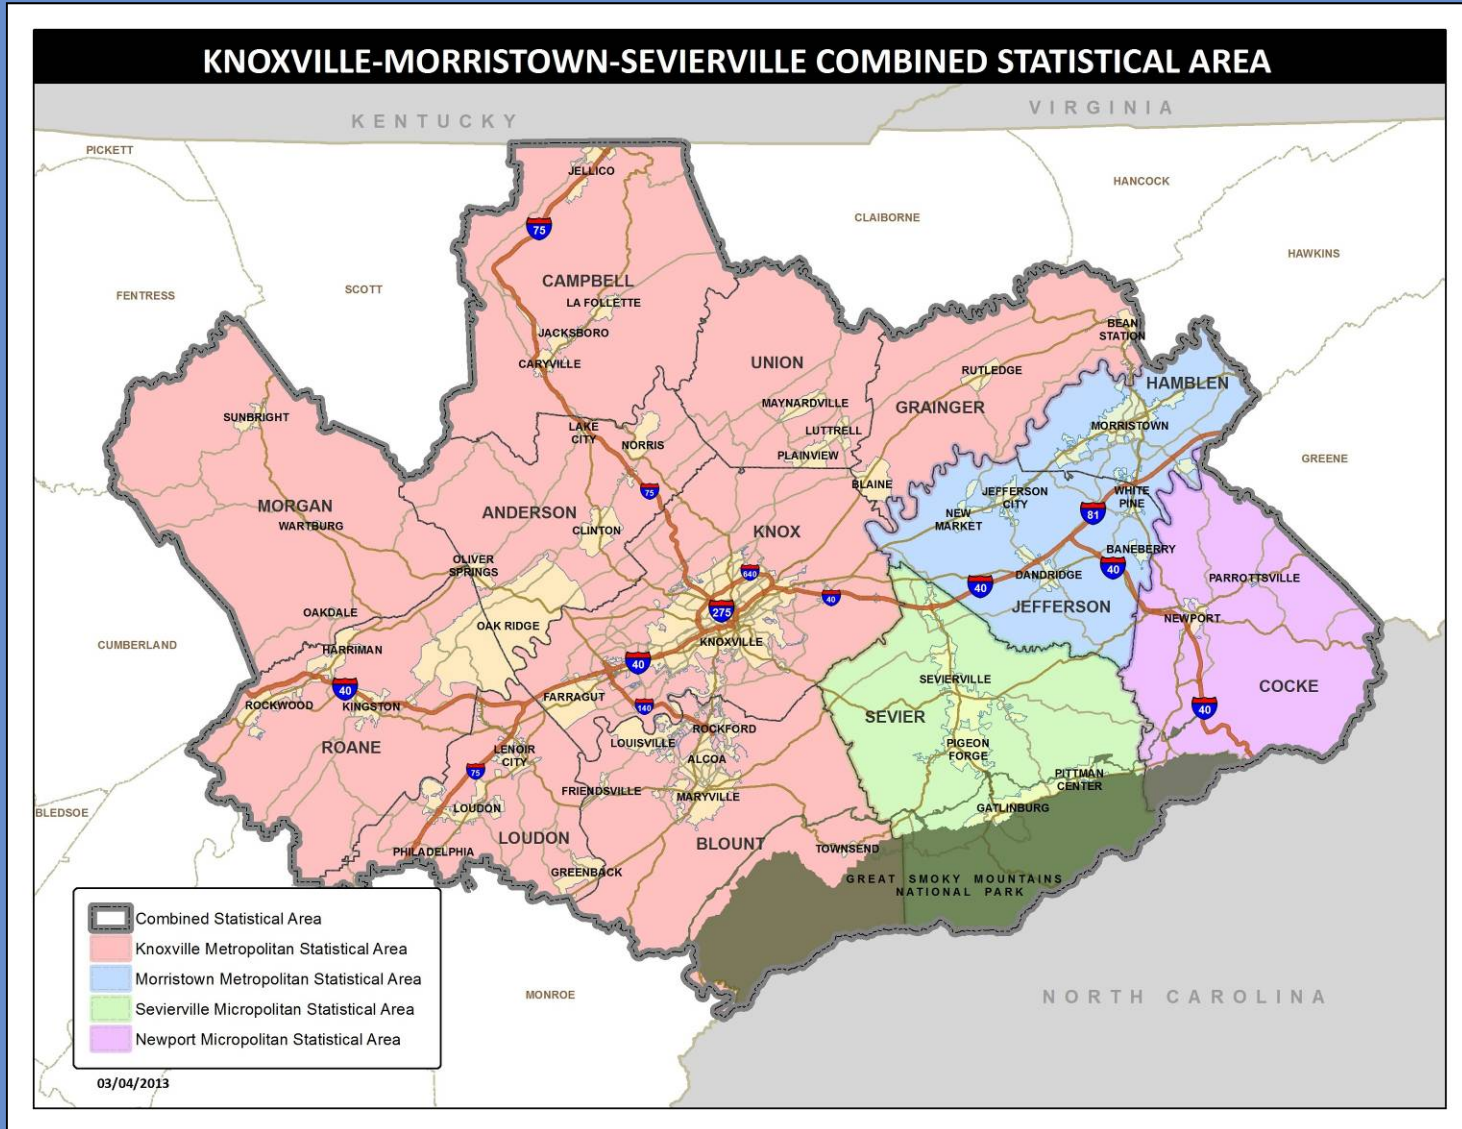 KNOXVILLE-MORRISTOWN-SEVIERVILLE COMBINED STATISTICAL AREA
KENTUCKY
VIRGINIA
PICKETT
JELLICO
HANCOCK
CLAIBORNE
75
HAWKINS
CAMPBELL
SCOTT
FENTRESS
LA FOLLETTE
BEAN
STATION
JACKSBORO
CARYVILLE
UNION
RUTLEDGE
HAMBLEN
MAYNARDVILLE
GRAINGER
SUNBRIGHT
LAKE
CITY
NORRIS
LUTTRELL
MORRISTOWN
PLAINVIEW
GREENE
BLAINE
75
JEFFERSON
CITY
WHITE
PINE
MORGAN
WARTBURG
ANDERSON
CLINTON
KNOX
NEW
MARKET
81
OLIVER
SPRINGS
BANEBERRY
640
40
DANDRIDGE
40
PARROTTSVILLE
40
JEFFERSON
275
OAKDALE
OAK RIDGE
NEWPORT
CUMBERLAND
HARRIMAN
KNOXVILLE
40
SEVIERVILLE
COCKE
40
ROCKWOOD
KINGSTON
FARRAGUT
140
SEVIER
40
ROANE
LENOIR
CITY
LOUISVILLE
ROCKFORD
ALCOA
PIGEON
FORGE
75
PITTMAN
CENTER
FRIENDSVILLE
MARYVILLE
BLEDSOE
LOUDON
GATLINBURG
LOUDON
BLOUNT
PHILADELPHIA
TOWNSEND
GREENBACK
GREAT SMOKY MOUNTAINS
NATIONAL PARK
MONROE
NORTH CAROLINA
Combined Statistical Area
Knoxville Metropolitan Statistical Area
Morristown Metropolitan Statistical Area
Sevierville Micropolitan Statistical Area
Newport Micropolitan Statistical Area
03/04/2013